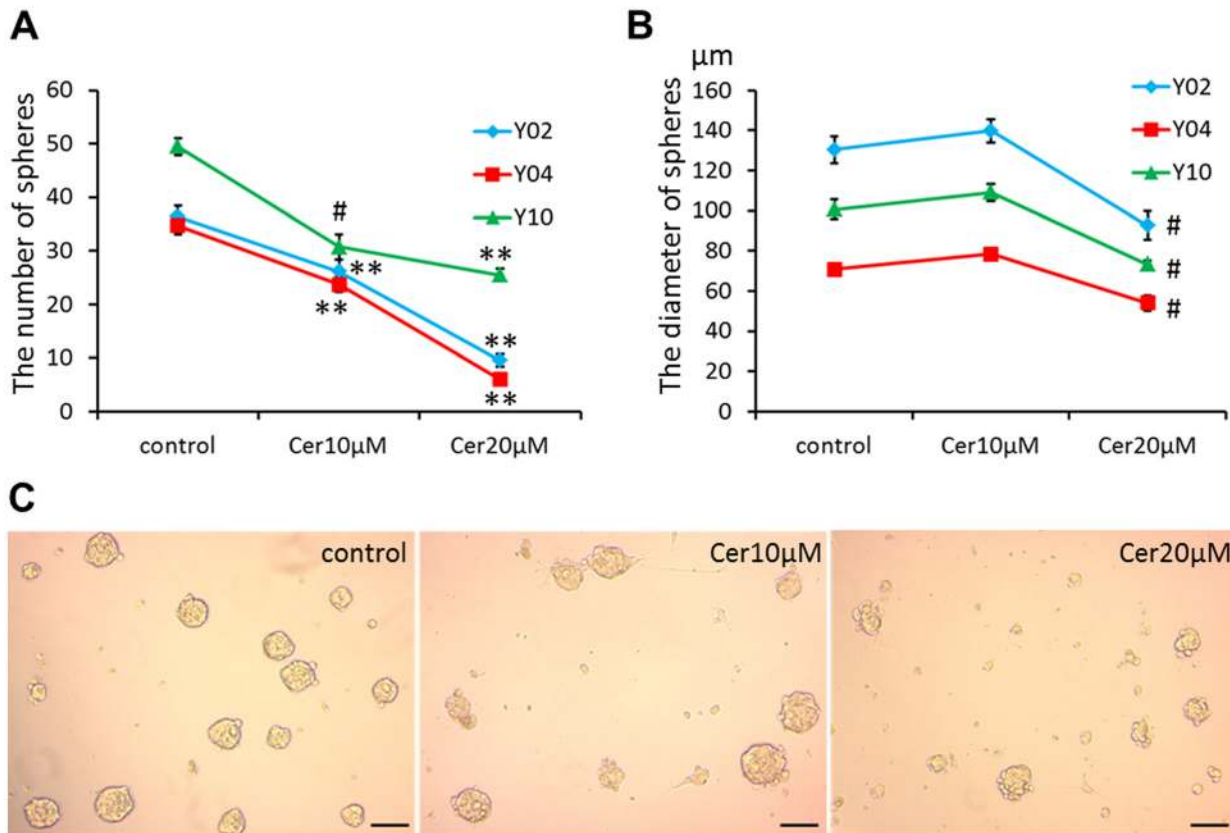 A
The number of spheres
60
50
40
30
20
10
0
Y02
Y04
Y10
#
**
**
**
**
**
control
Cer10μM
Cer20μM
B
μm
The diameter of spheres
160
140
120
100
80
60
40
20
0
Y02
Y04
Y10
#
#
#
control
Cer10μM
Cer20μM
C
control
Cer10μM
Cer20μM